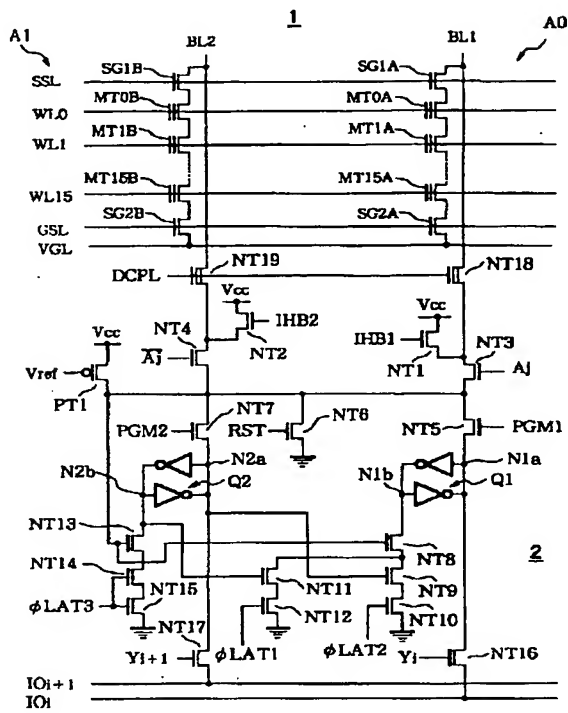 1
A1
BL2
BL1
A0
SG1B
SG1A
SSL
MT0B
MT0A
WL0
MT1B
MT1A
WL1
MT15B
MT15A
WL15
SG2B
SG2A
GSL
VGL
NT19
NT18
DCPL
Vcc
Vcc
NT4
IHB2
IHB1
NT3
Vcc
Aj
NT2
NT1
Aj
Vref
PT1
NT7
NT6
NT5
PGM2
RST
PGM1
N2b
N2a
N1b
N1a
Q2
Q1
NT13
NT8
2
NT14
NT11
NT9
NT15
NT12
NT10
φLAT3
NT17
φLAT1
φLAT2
Yi+1
Yi
NT16
IOi+1
IOi